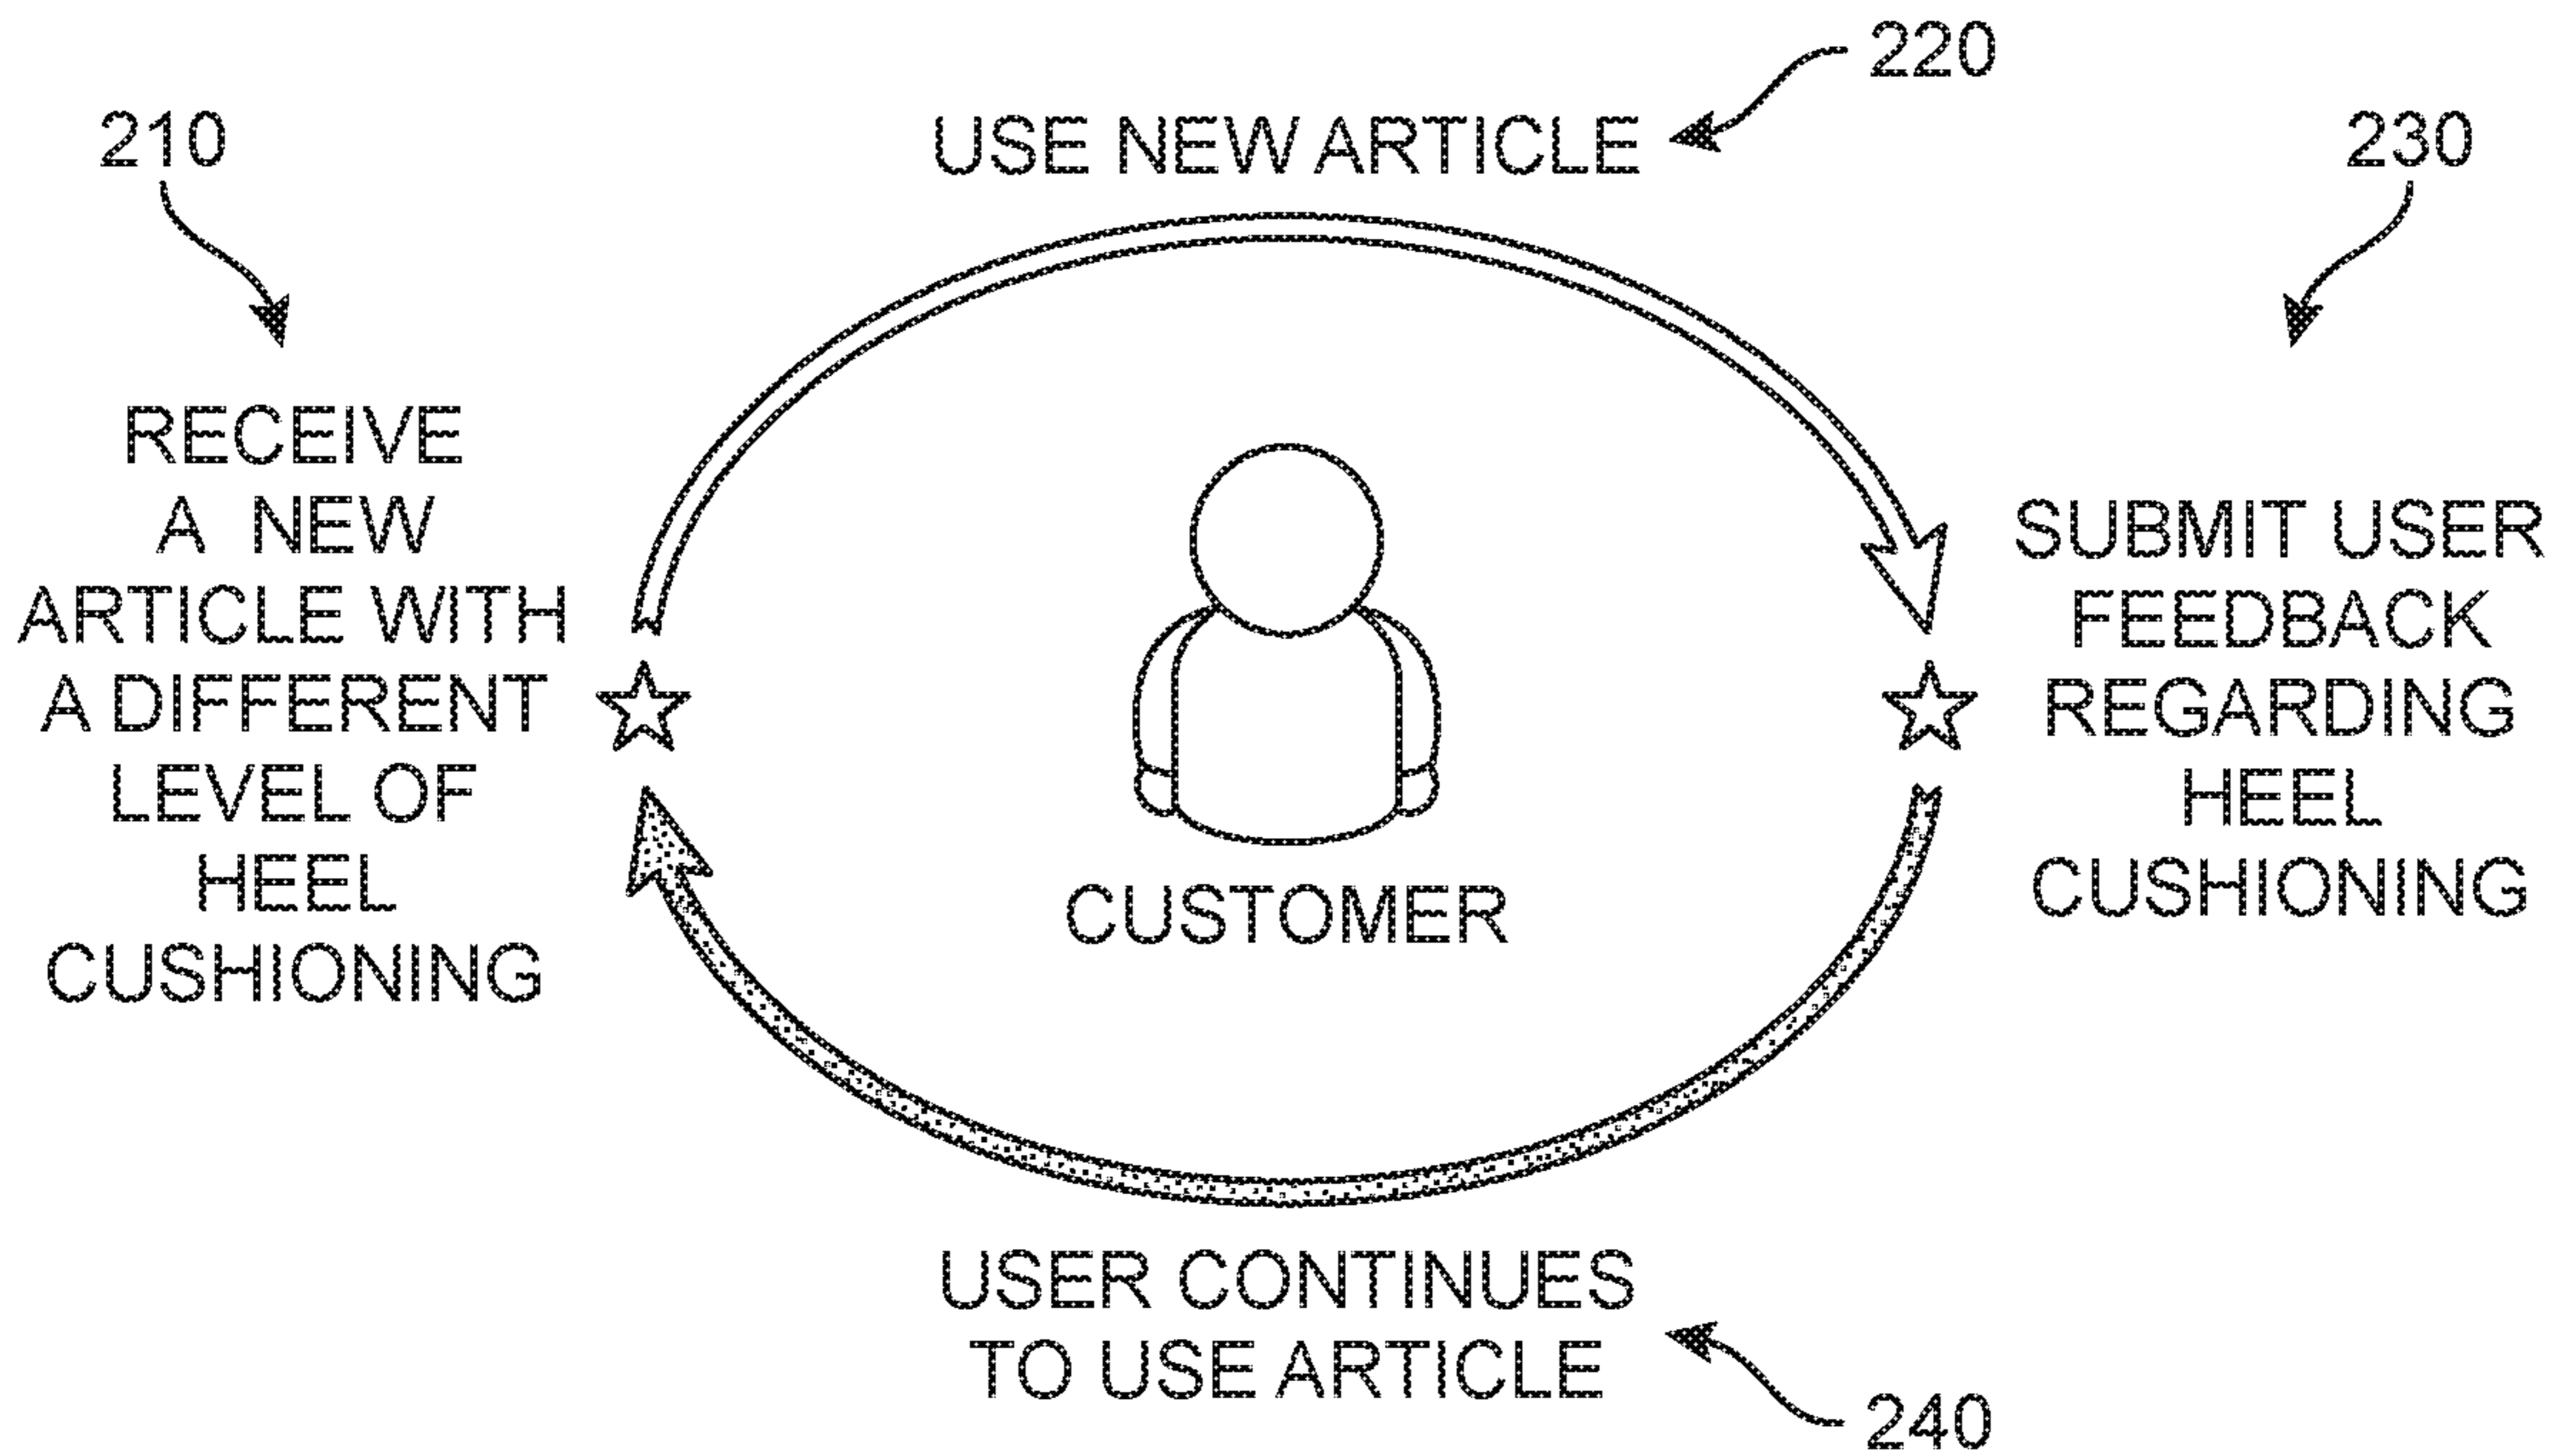 220
USE NEW ARTICLE
210
230
RECEIVE
A NEW
ARTICLE WITH
A DIFFERENT
LEVEL OF
HEEL
CUSHIONING
SUBMIT USER
FEEDBACK
REGARDING
HEEL
CUSHIONING
CUSTOMER
USER CONTINUES
TO USE ARTICLE
240